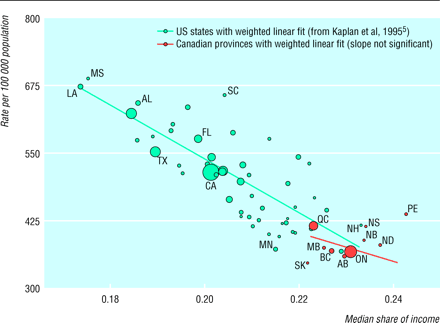 Rate per 100 000 population
800
675
550
425
300
US states with weighted linear fit (from Kaplan et al, 1995⁵)
Canadian provinces with weighted linear fit (slope not significant)
MS
LA
AL
SC
FL
TX
CA
PE
QC
NH
NS
NB
MN
MB
ND
BC
ON
SK
AB
0.18
0.20
0.22
0.24
Median share of income